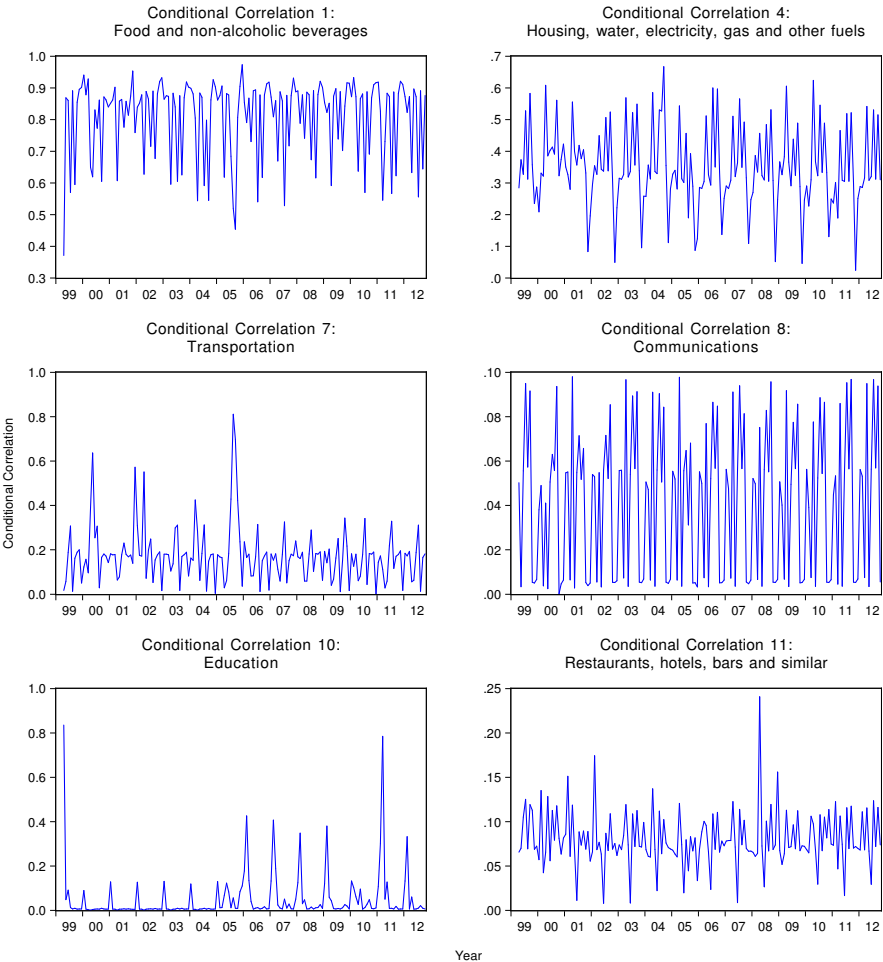 Conditional Correlation 1:
Food and non-alcoholic beverages
1.0
0.9
0.8
0.7
0.6
0.5
0.4
0.3
99 00 01 02 03 04 05 06 07 08 09 10 11 12
Conditional Correlation 4:
Housing, water, electricity, gas and other fuels
.7
.6
.5
.4
.3
.2
.1
.0
99 00 01 02 03 04 05 06 07 08 09 10 11 12
Conditional Correlation
Conditional Correlation 7:
Transportation
1.0
0.8
0.6
0.4
0.2
0.0
99 00 01 02 03 04 05 06 07 08 09 10 11 12
Conditional Correlation 8:
Communications
.10
.08
.06
.04
.02
.00
99 00 01 02 03 04 05 06 07 08 09 10 11 12
Conditional Correlation 10:
Education
1.0
0.8
0.6
0.4
0.2
0.0
99 00 01 02 03 04 05 06 07 08 09 10 11 12
Conditional Correlation 11:
Restaurants, hotels, bars and similar
.25
.20
.15
.10
.05
.00
99 00 01 02 03 04 05 06 07 08 09 10 11 12
Year